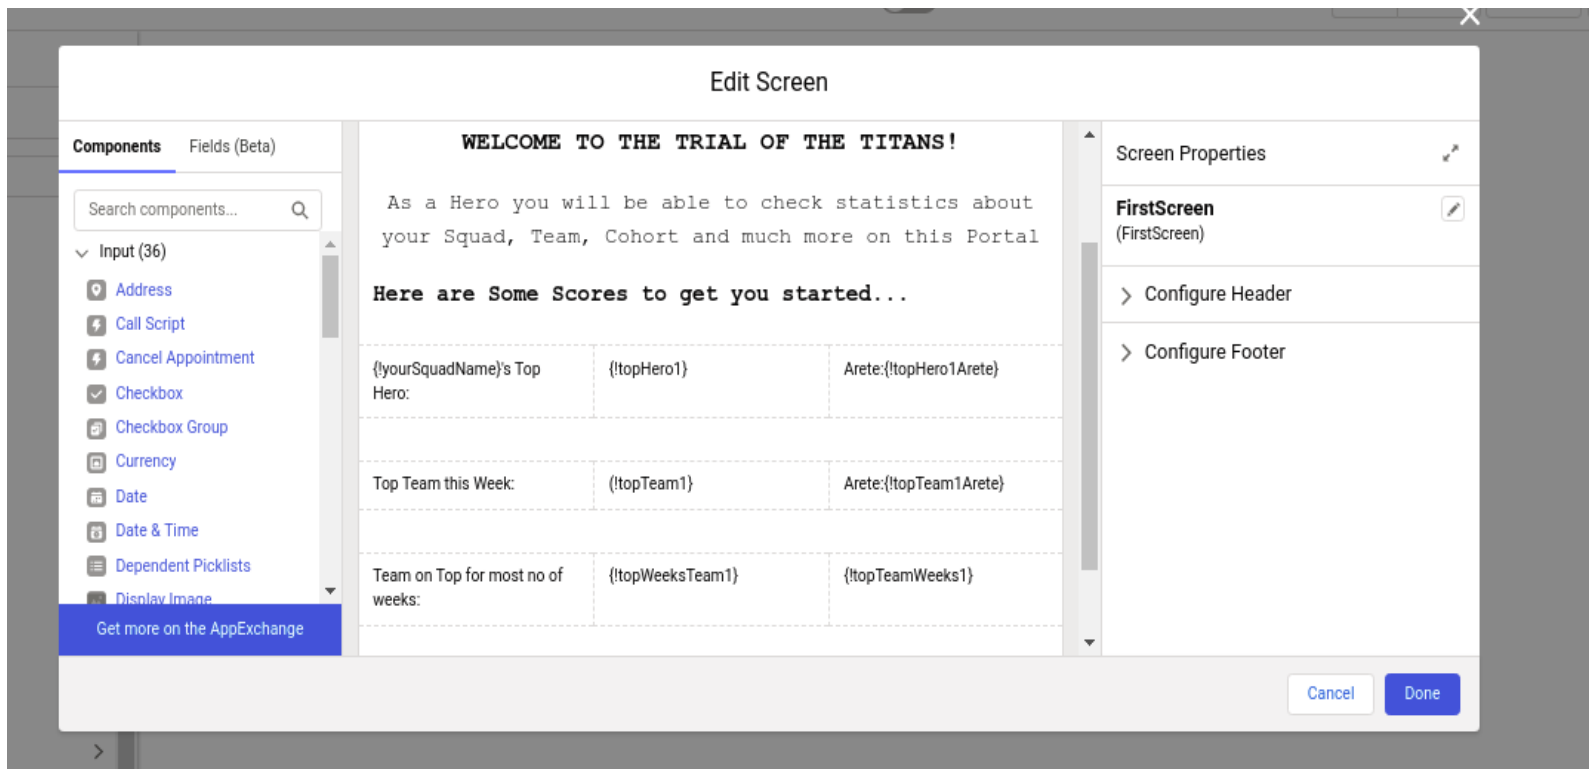 Edit Screen
Components Fields (Beta)
Search components...
Input (36)
Address
Call Script
Cancel Appointment
Checkbox
Checkbox Group
Currency
Date
Date & Time
Dependent Picklists
Display Image
Get more on the AppExchange
WELCOME TO THE TRIAL OF THE TITANS!
As a Hero you will be able to check statistics about
your Squad, Team, Cohort and much more on this Portal
Here are Some Scores to get you started...
{!yourSquadName}'s Top
Hero:
{!topHero1}
Arete:{!topHero1Arete}
Top Team this Week:
(!topTeam1}
Arete:{!topTeam1Arete}
Team on Top for most no of
weeks:
{!topWeeksTeam1}
{!topTeamWeeks1}
Screen Properties
FirstScreen
(FirstScreen)
Configure Header
Configure Footer
Cancel
Done